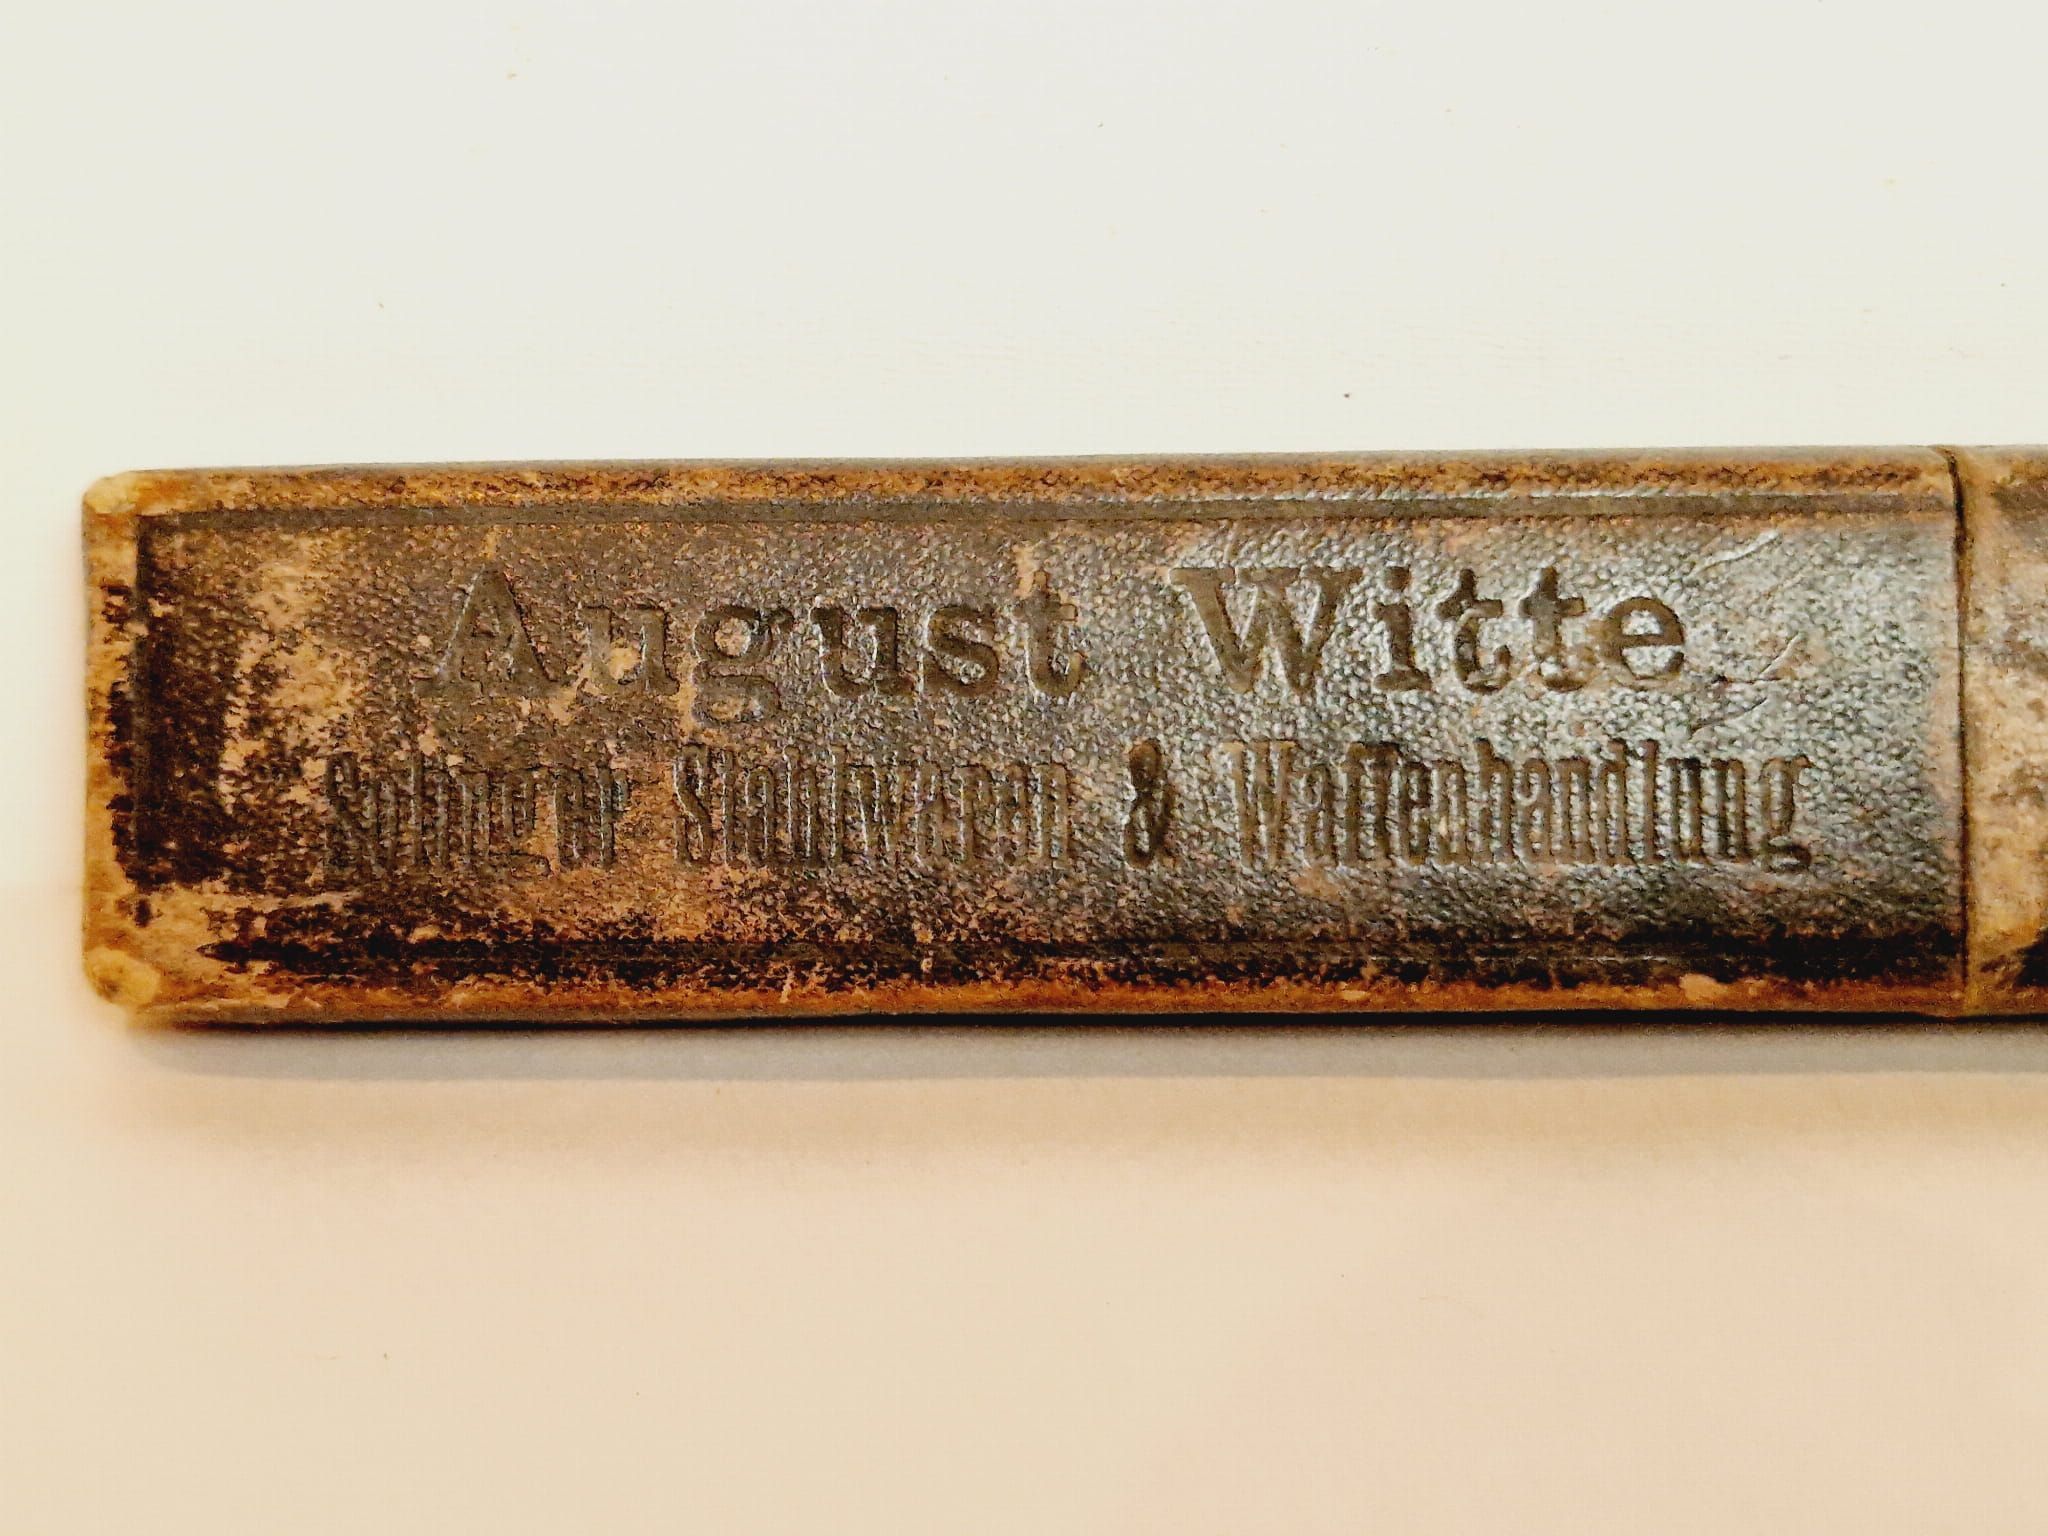 August Witte
Solinger Stahlwaren & Waffenhandlung